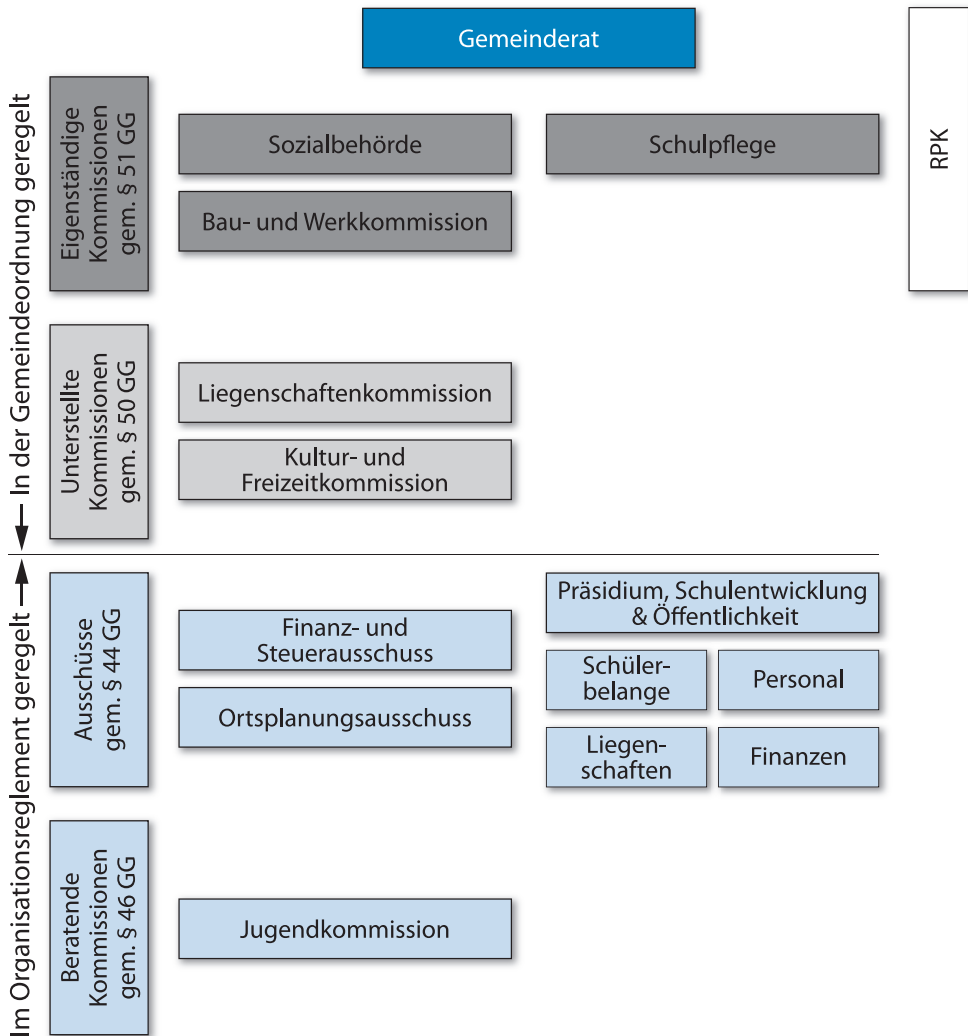 Gemeinderat
RPK
In der Gemeindeordnung geregelt
Eigenständige
Kommissionen
gem. § 51 GG
Sozialbehörde
Schulpflege
Bau- und Werkkommission
Unterstellte
Kommissionen
gem. § 50 GG
Liegenschaftenkommission
Kultur- und
Freizeitkommission
Im Organisationsreglement geregelt
Ausschüsse
gem. § 44 GG
Finanz- und
Steuerausschuss
Ortsplanungsausschuss
Präsidium, Schulentwicklung
& Öffentlichkeit
Schüler-
belange
Personal
Liegen-
schaften
Finanzen
Beratende
Kommissionen
gem. § 46 GG
Jugendkommission